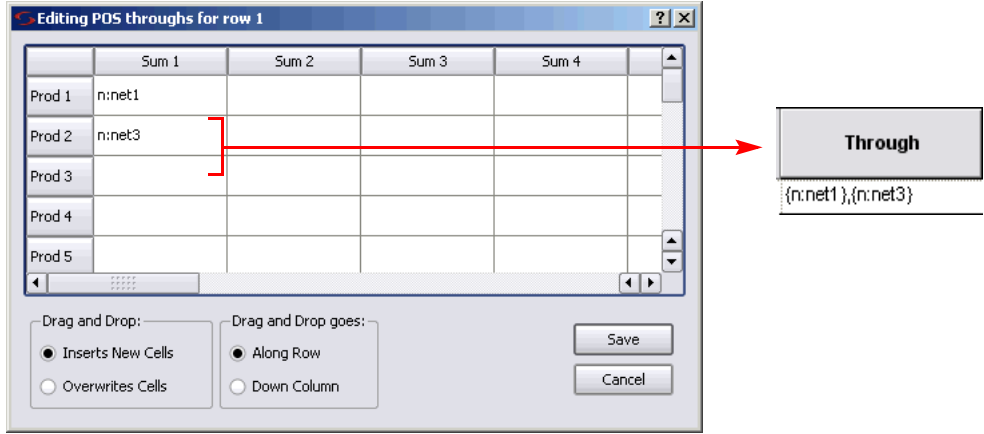 Editing POS throughs for row 1
Sum 1 Sum 2 Sum 3 Sum 4
Prod 1 n:net1
Prod 2 n:net3
Prod 3
Prod 4
Prod 5
Through
{n:net1},{n:net3}
Drag and Drop: Drag and Drop goes:
Inserts New Cells Along Row Save
Overwrites Cells Down Column Cancel